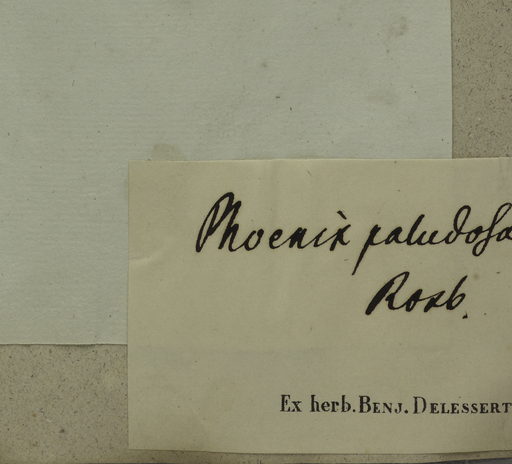 Phoenix paludosa
Roxb.
Ex herb. Benj. Delessert